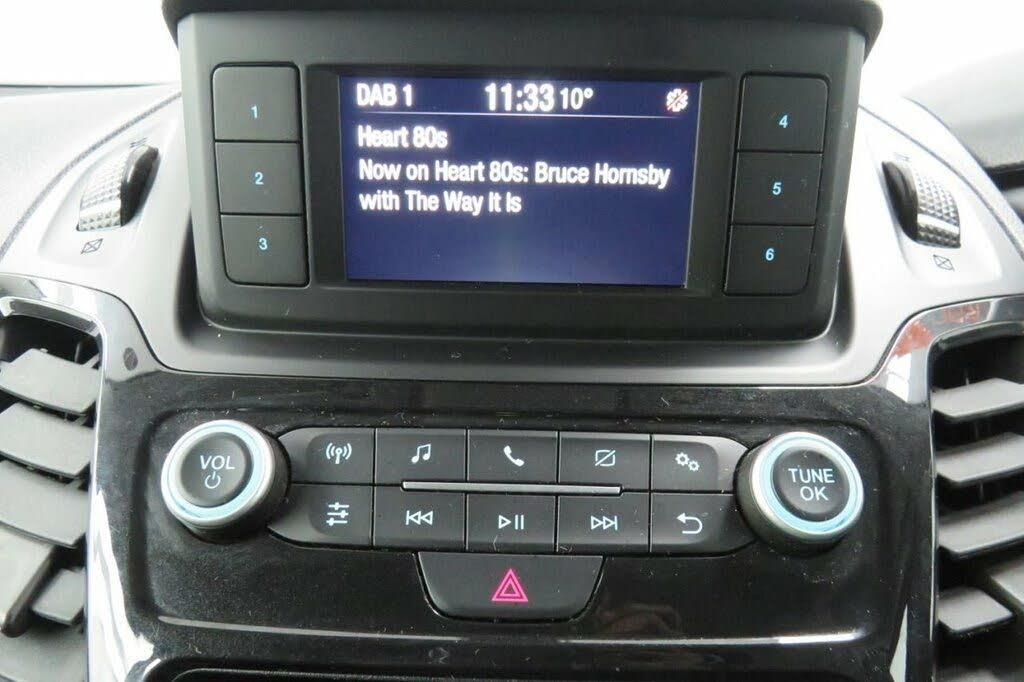 DAB 1 11:33 10°
Heart 80s
Now on Heart 80s: Bruce Hornsby
with The Way It Is
1
2
3
4
5
6
VOL
TUNE
OK